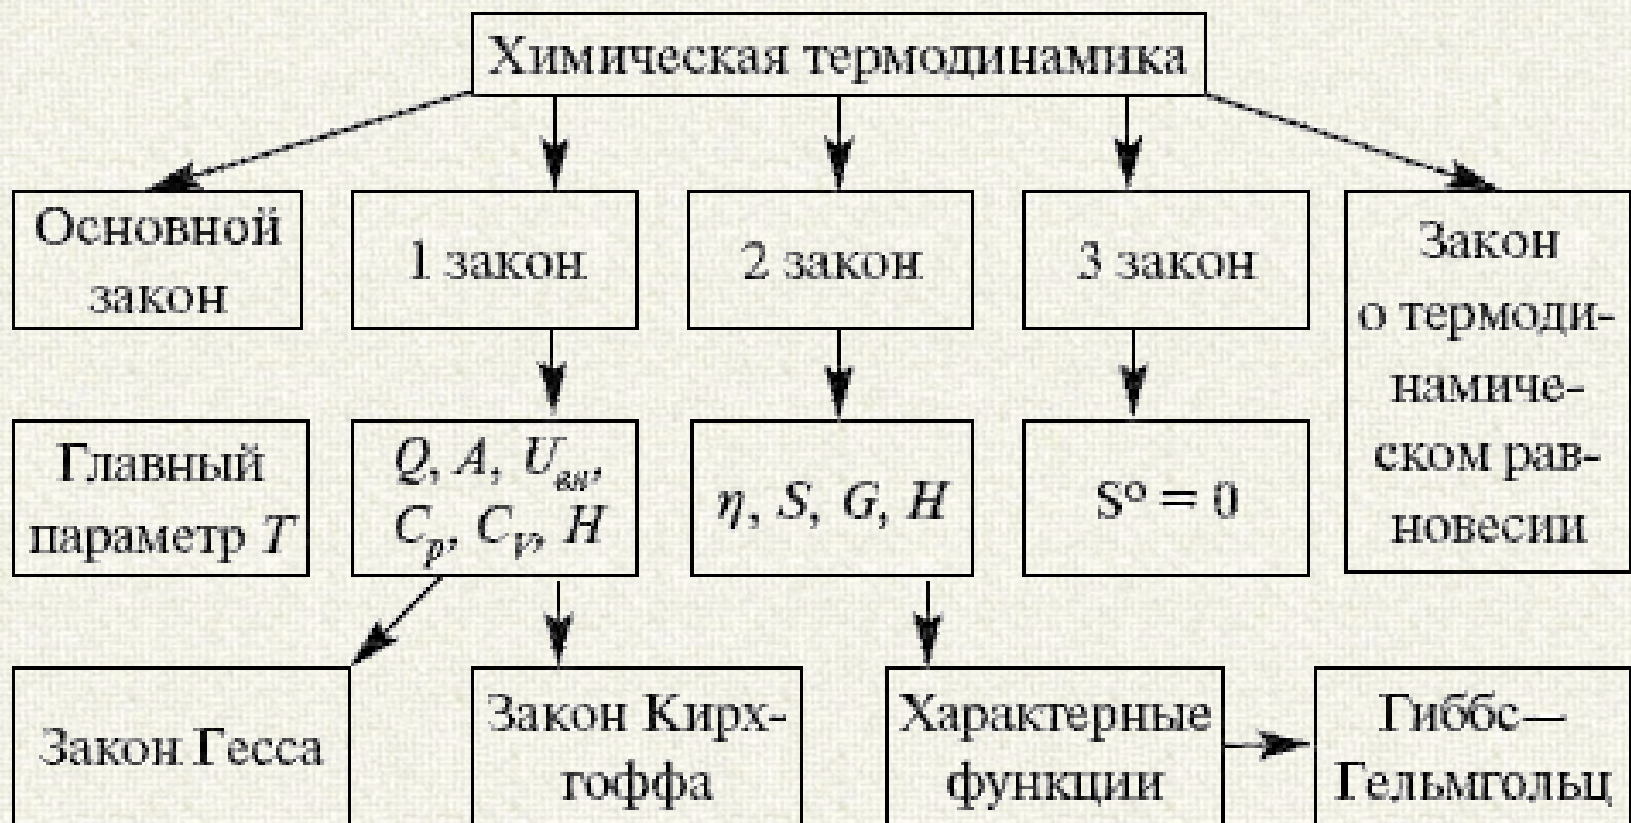 Химическая термодинамика
Основной
закон
1 закон
2 закон
3 закон
Закон
о термоди-
намиче-
ском рав-
новесии
Главный
параметр T
Q, A, Uвн,
Cp, CV, H
η, S, G, H
S° = 0
Закон Гесса
Закон Кирх-
гоффа
Характерные
функции
Гиббс—
Гельмгольц